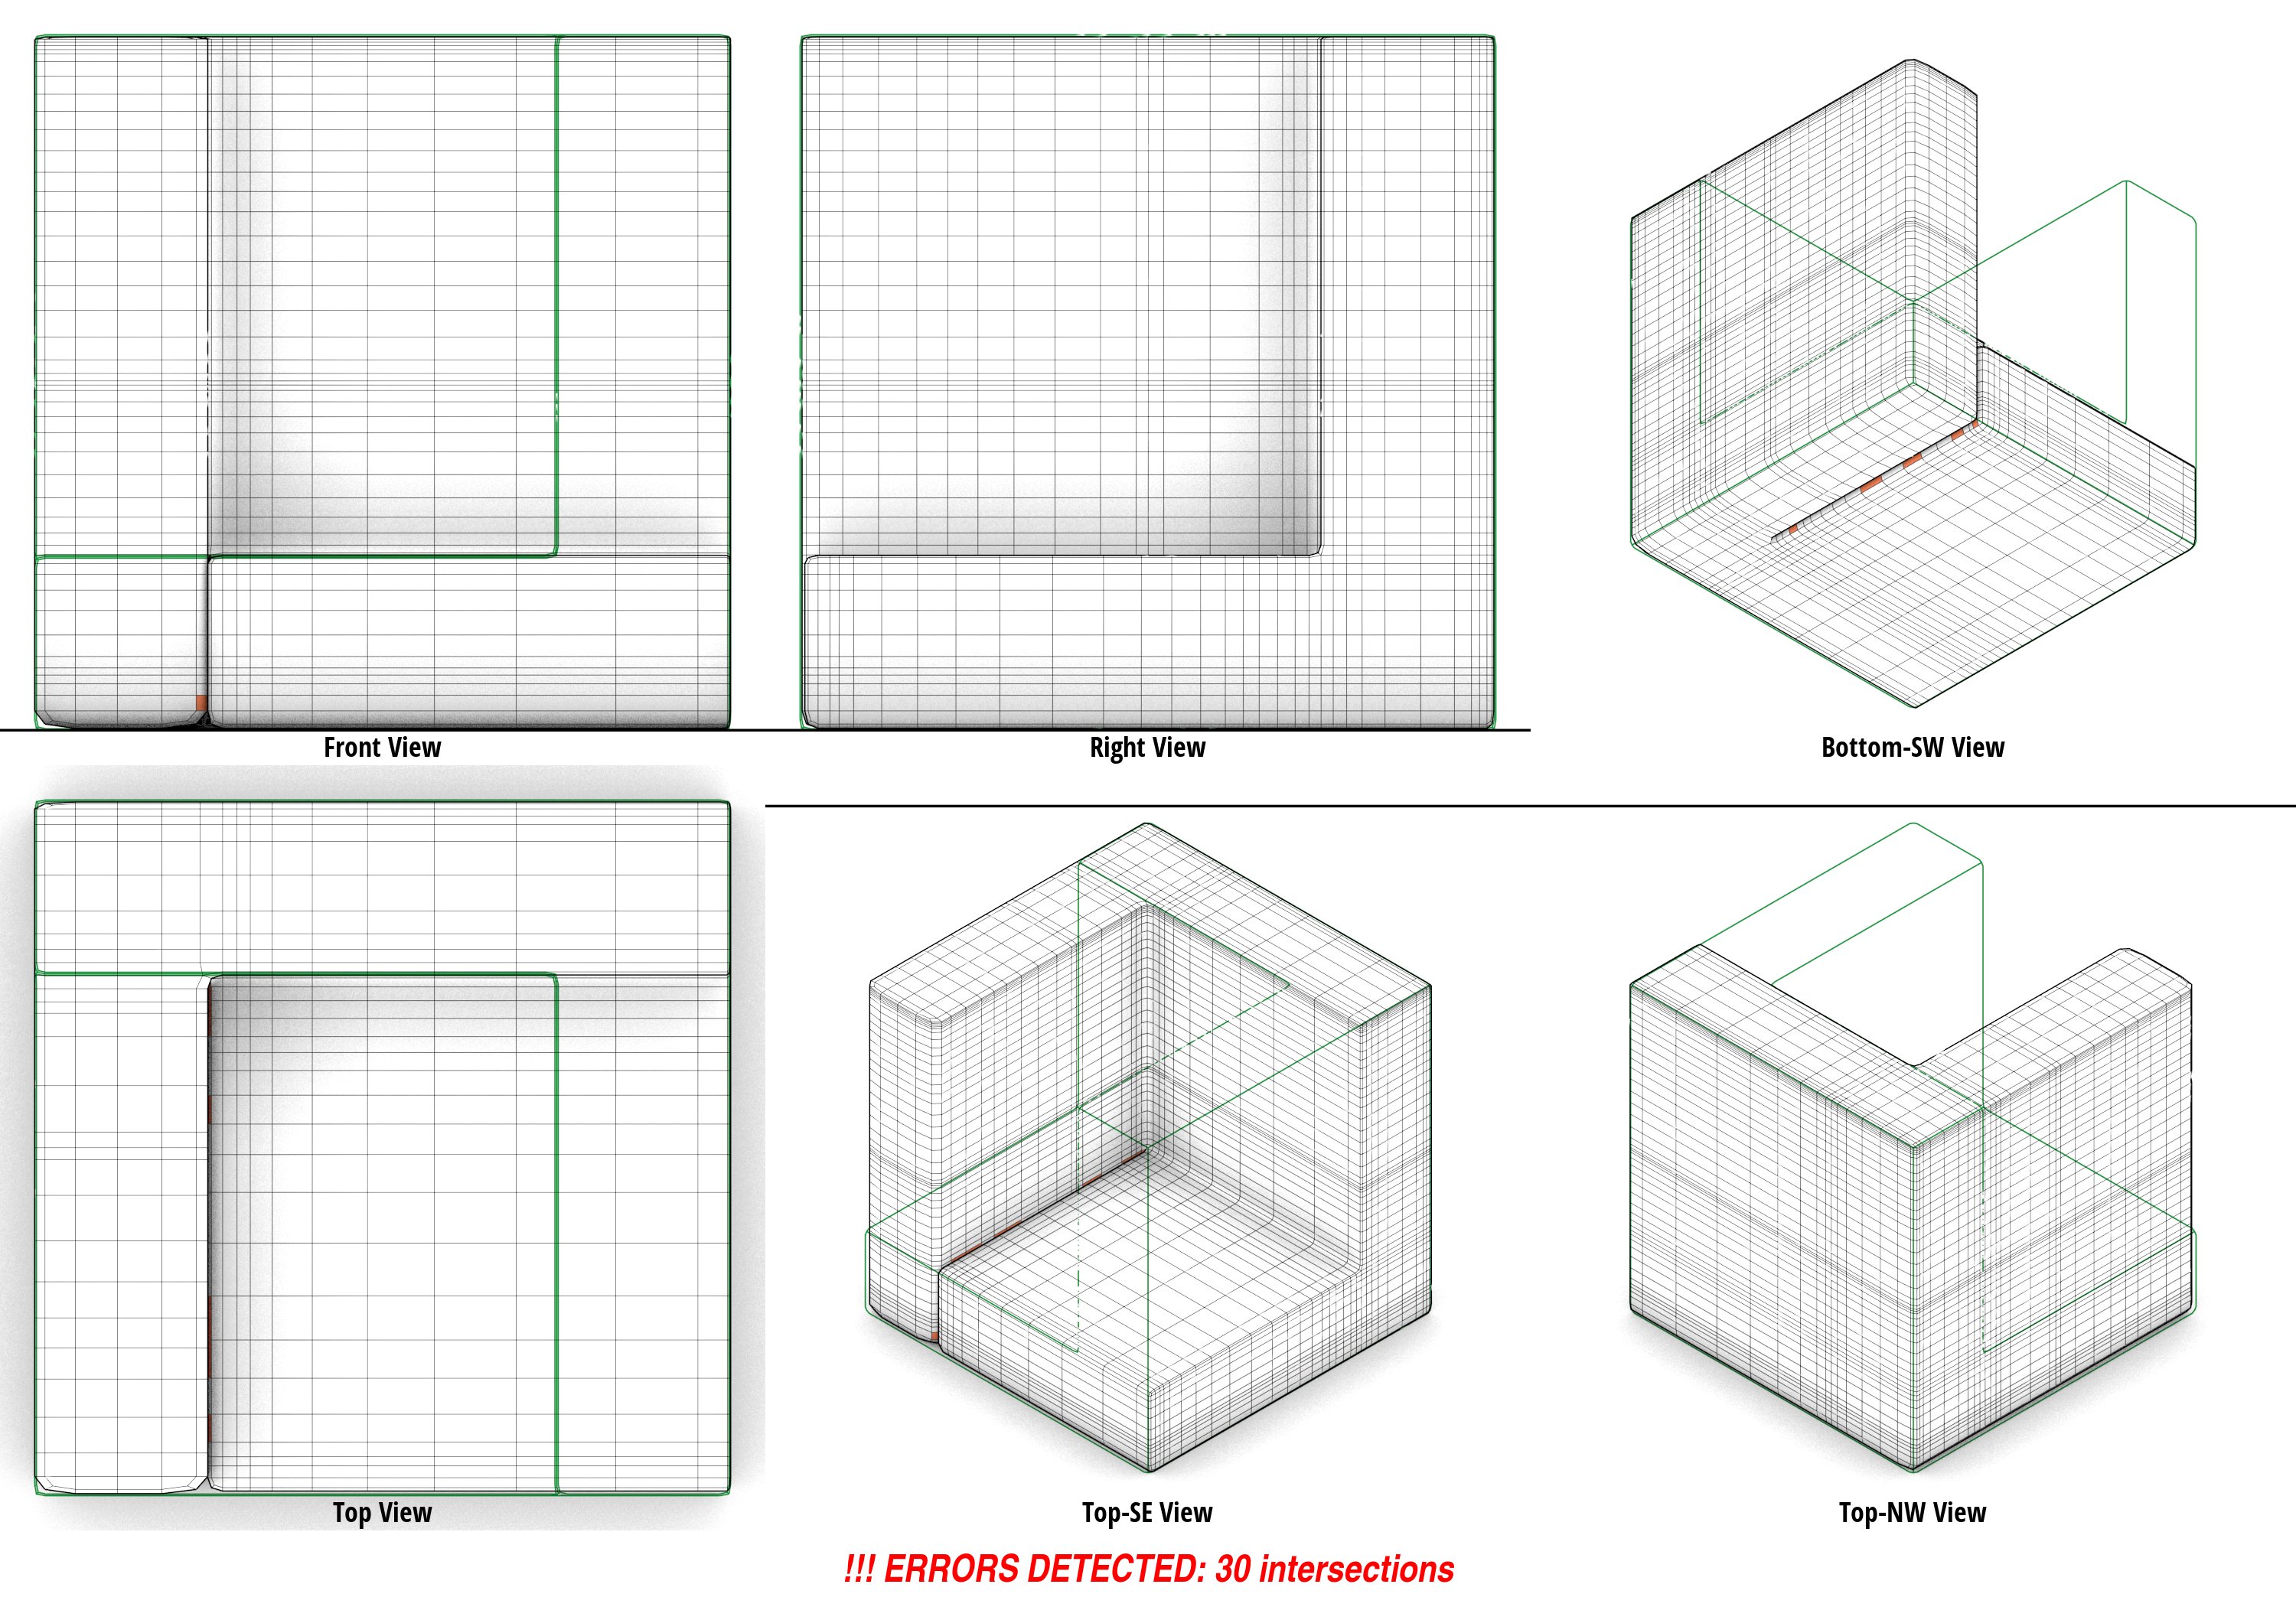 Front View
Right View
Bottom-SW View
Top View
Top-SE View
Top-NW View
!!! ERRORS DETECTED: 30 intersections